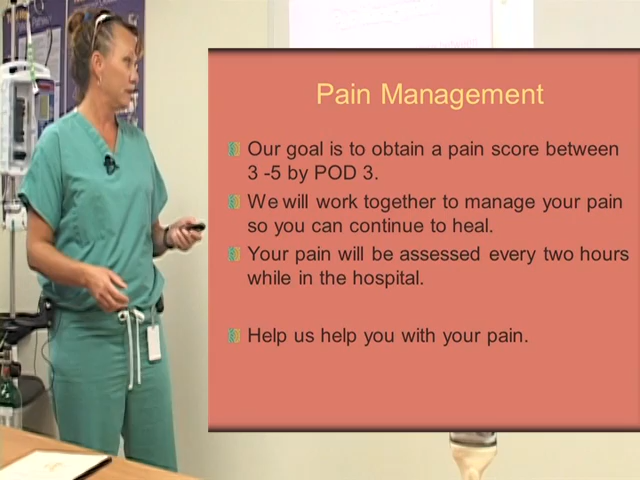 Pain Management
Our goal is to obtain a pain score between
3 -5 by POD 3.
We will work together to manage your pain
so you can continue to heal.
Your pain will be assessed every two hours
while in the hospital.
Help us help you with your pain.